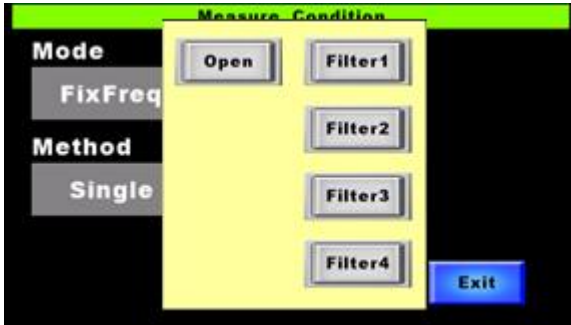 Measure Condition
Mode
FixFreq
Method
Single
Open
Filter1
Filter2
Filter3
Filter4
Exit